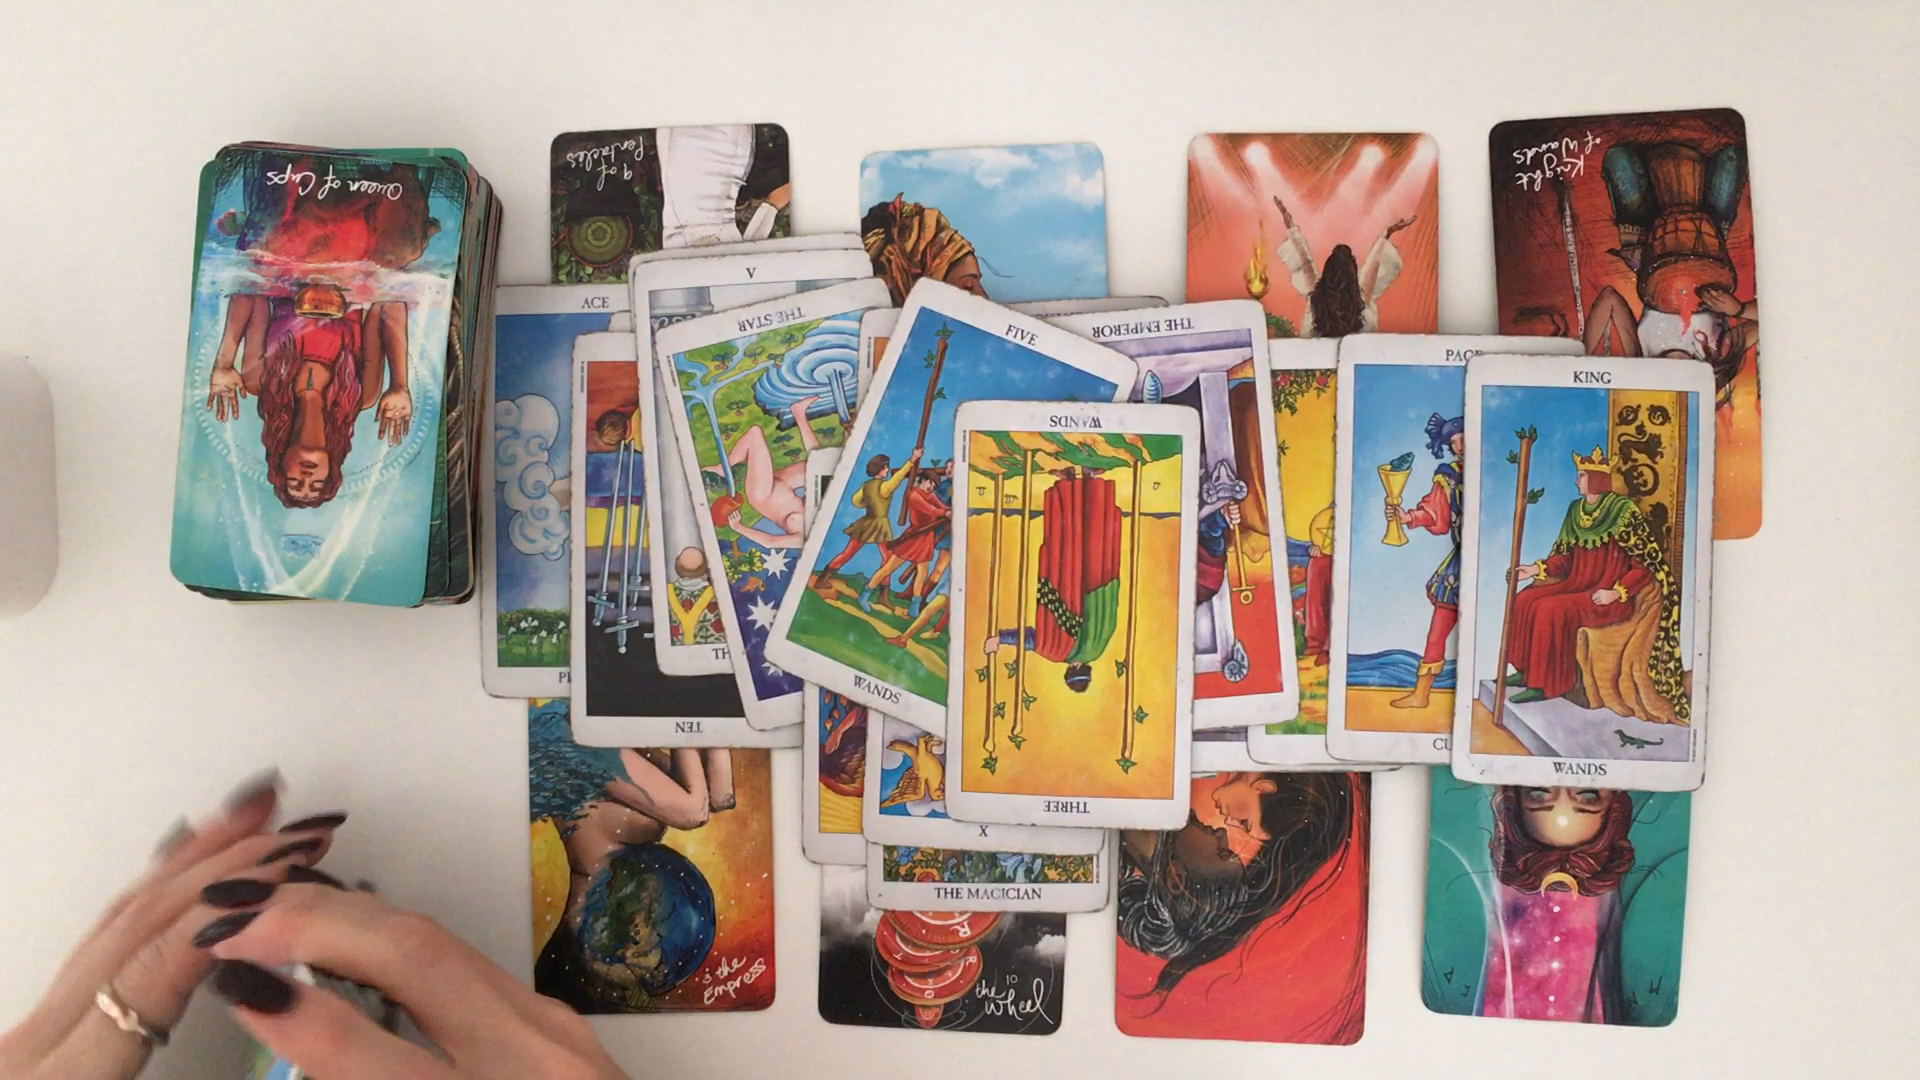 Queen of Cups
9 of
Pentacles
Knight
of Wands
ACE
V
THE STAR
FIVE
WANDS
THE EMPEROR
WANDS
THREE
KING
WANDS
TEN
X
THE MAGICIAN
3 the
Empress
10
the Wheel